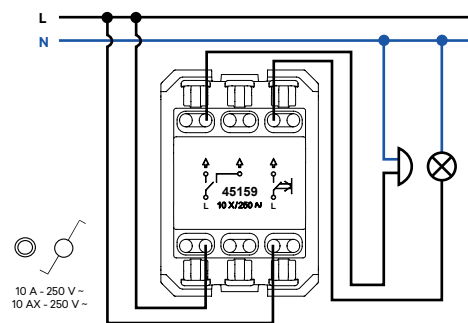 L
N
45159
L
10 X/250 ∿
L
10 A - 250 V ~
10 AX - 250 V ~